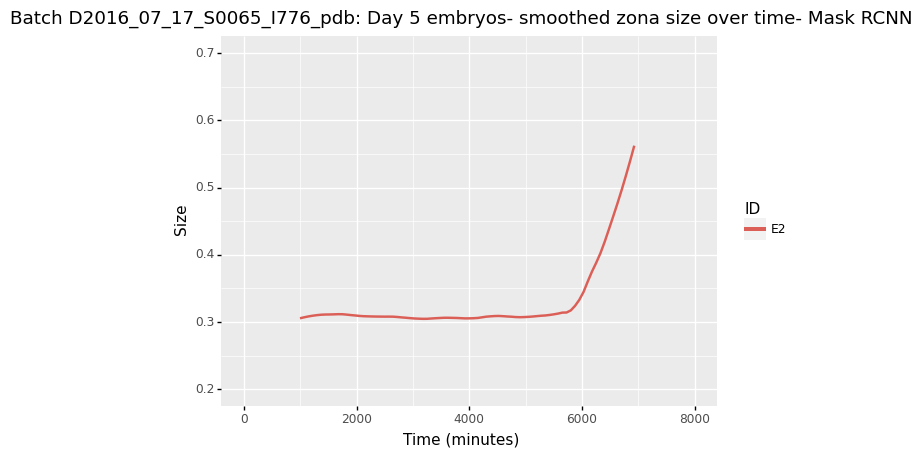 Batch D2016_07_17_S0065_I776_pdb: Day 5 embryos- smoothed zona size over time- Mask RCNN
0.7
0.6
0.5
0.4
0.3
0.2
Size
0 2000 4000 6000 8000
Time (minutes)
ID
E2